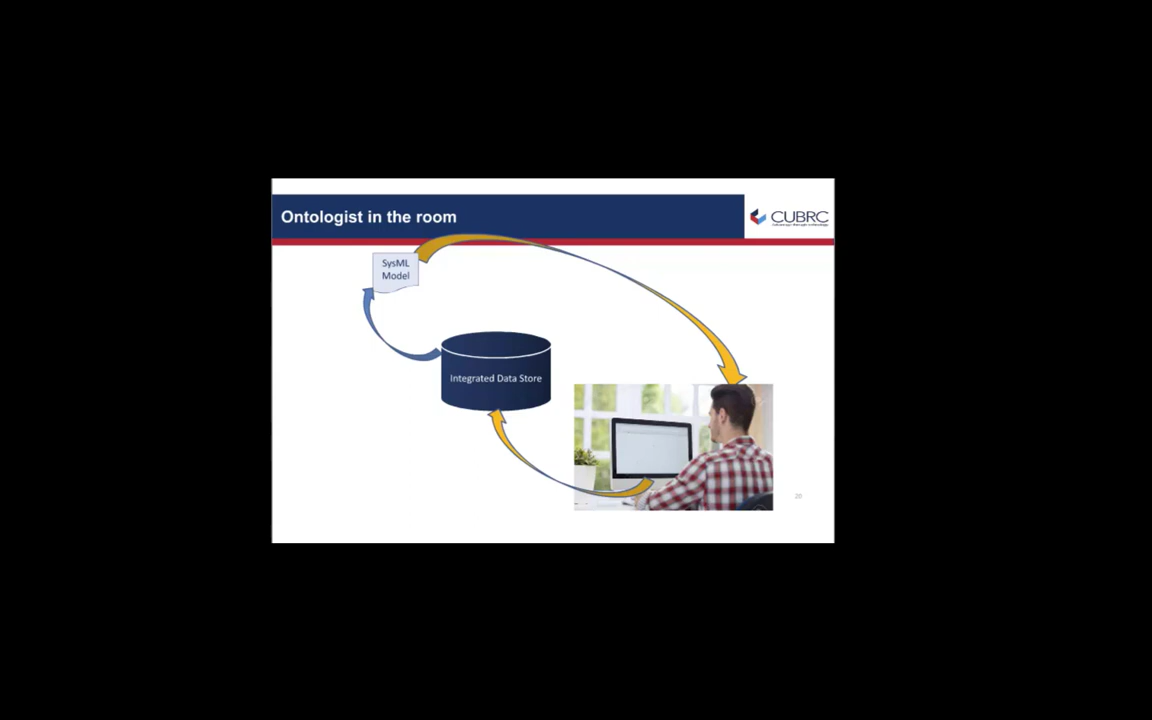 Ontologist in the room
CUBRC
SysML
Model
Integrated Data Store